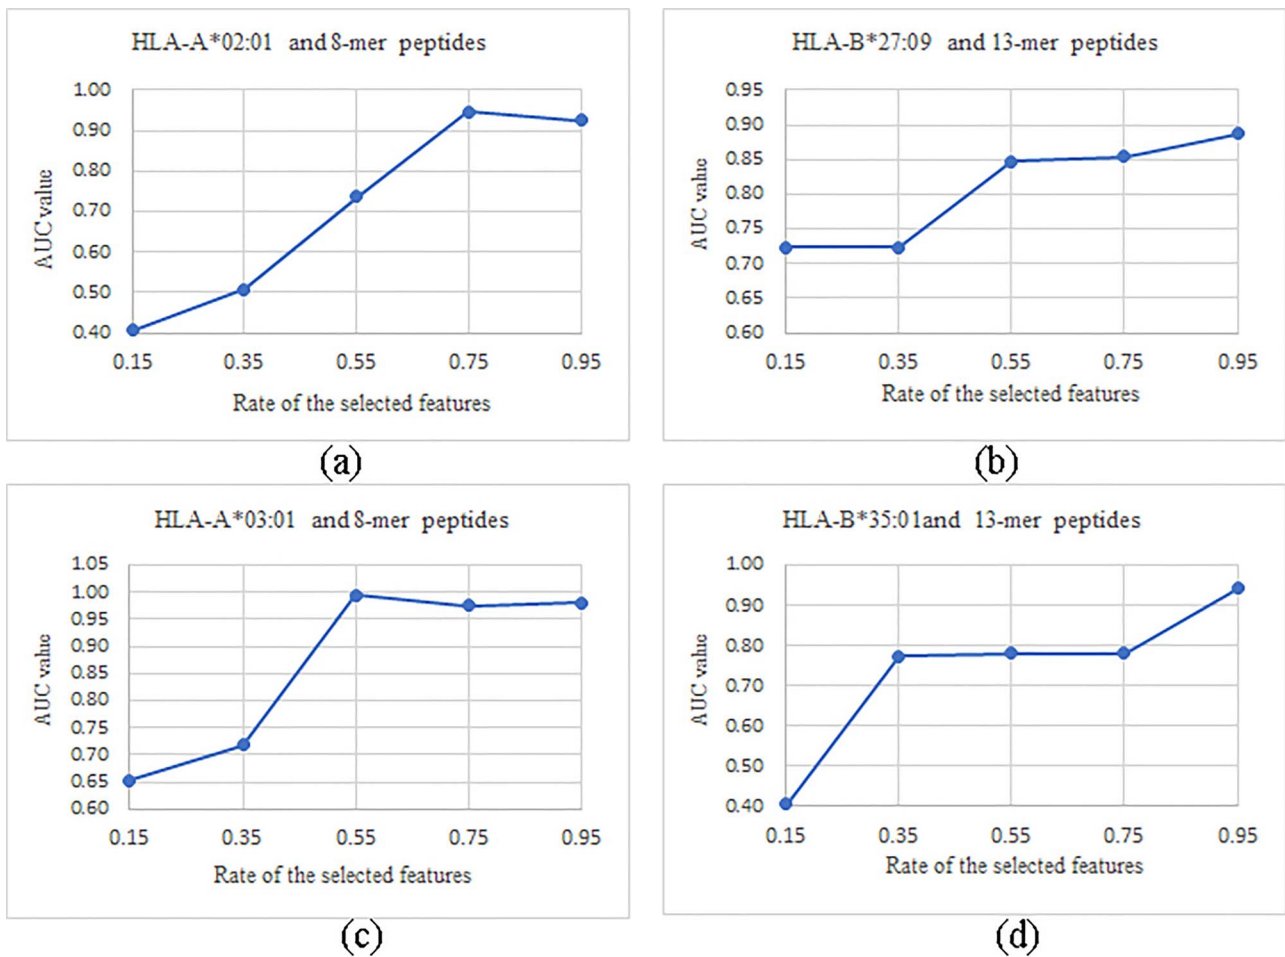 HLA-A*02:01 and 8-mer peptides
1.00
0.90
0.80
0.70
0.60
0.50
0.40
AUC value
0.15 0.35 0.55 0.75 0.95
Rate of the selected features
(a)
HLA-B*27:09 and 13-mer peptides
0.95
0.90
0.85
0.80
0.75
0.70
0.65
0.60
AUC value
0.15 0.35 0.55 0.75 0.95
Rate of the selected features
(b)
HLA-A*03:01 and 8-mer peptides
1.05
1.00
0.95
0.90
0.85
0.80
0.75
0.70
0.65
0.60
AUC value
0.15 0.35 0.55 0.75 0.95
Rate of the selected features
(c)
HLA-B*35:01and 13-mer peptides
1.00
0.90
0.80
0.70
0.60
0.50
0.40
AUC value
0.15 0.35 0.55 0.75 0.95
Rate of the selected features
(d)